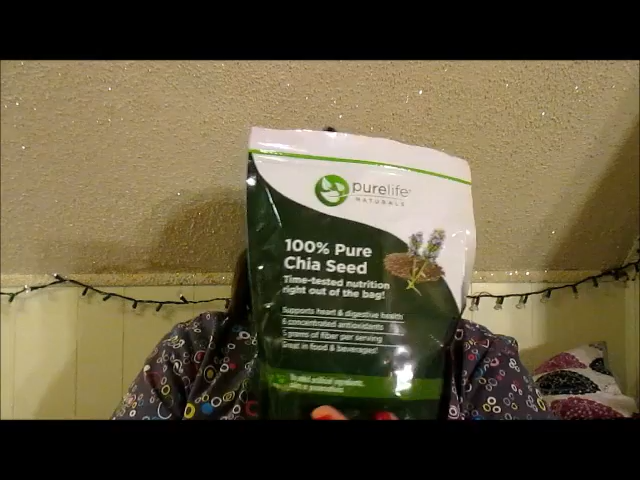 purelife
NATURALS
100% Pure
Chia Seed
Time-tested nutrition
right out of the bag!
Supports heart & digestive health
6 concentrated antioxidants
5 grams of fiber per serving
Great in food & beverages!